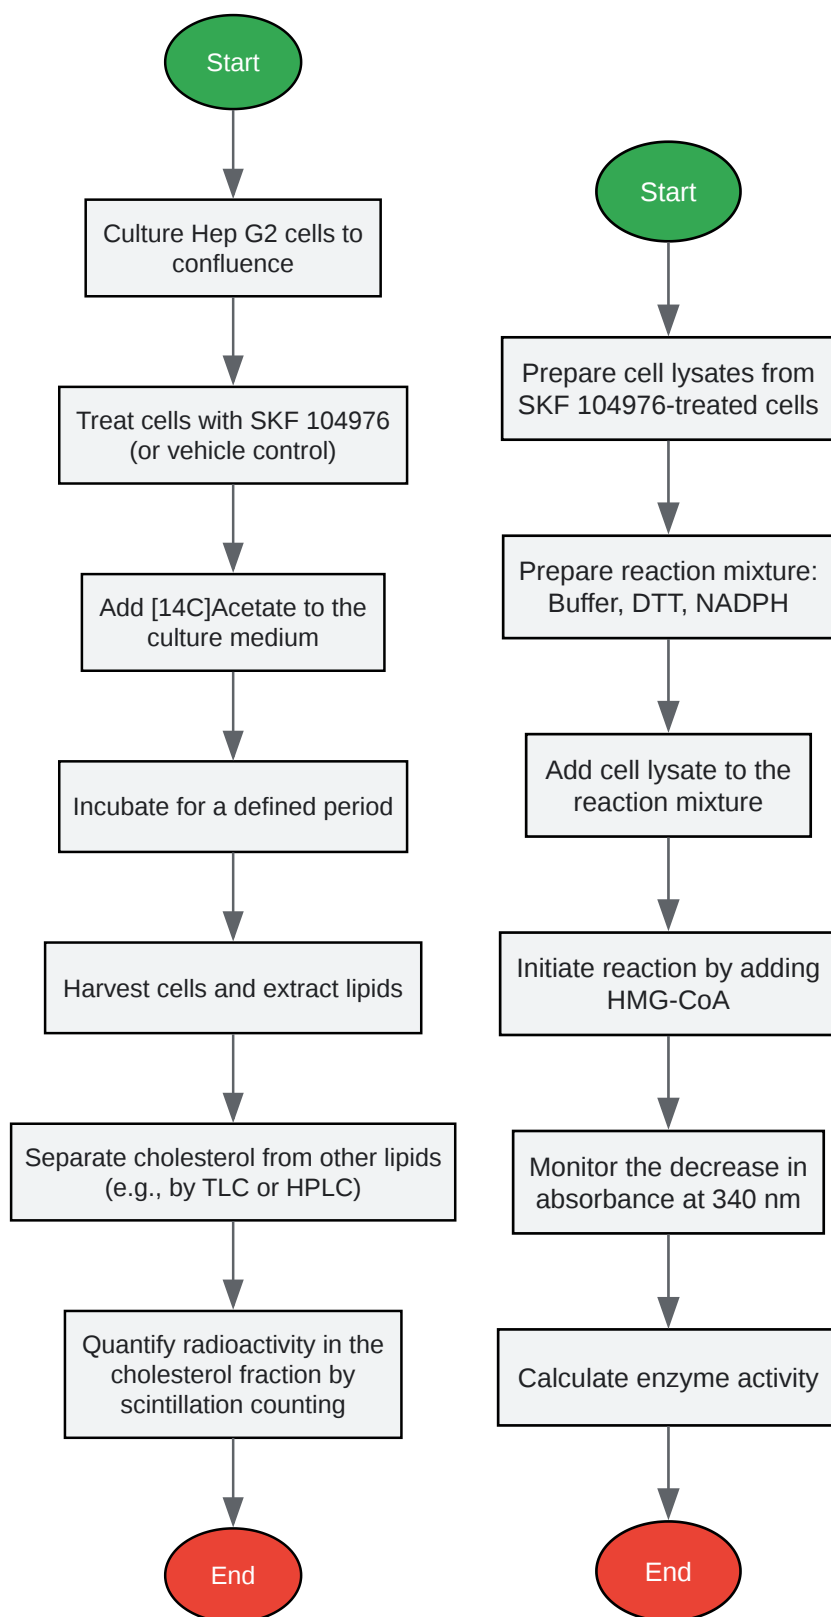 Start
Culture Hep G2 cells to
confluence
Treat cells with SKF 104976
(or vehicle control)
Add [14C]Acetate to the
culture medium
Incubate for a defined period
Harvest cells and extract lipids
Separate cholesterol from other lipids
(e.g., by TLC or HPLC)
Quantify radioactivity in the
cholesterol fraction by
scintillation counting
End
Start
Prepare cell lysates from
SKF 104976-treated cells
Prepare reaction mixture:
Buffer, DTT, NADPH
Add cell lysate to the
reaction mixture
Initiate reaction by adding
HMG-CoA
Monitor the decrease in
absorbance at 340 nm
Calculate enzyme activity
End